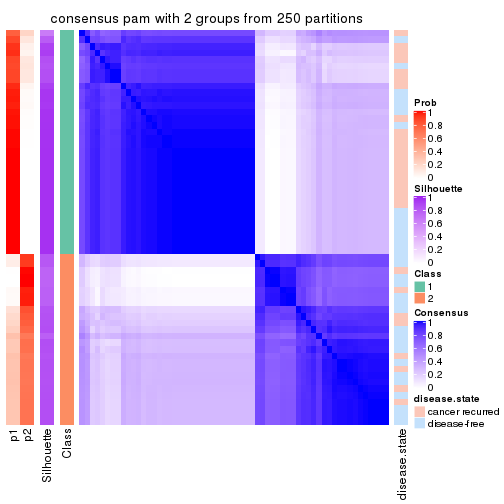 consensus pam with 2 groups from 250 partitions
Prob
1
0.8
0.6
0.4
0.2
0
Silhouette
1
0.8
0.6
0.4
0.2
0
Class
1
2
Consensus
1
0.8
0.6
0.4
0.2
0
disease.state
cancer recurred
disease-free
p1
p2
Silhouette
Class
disease.state